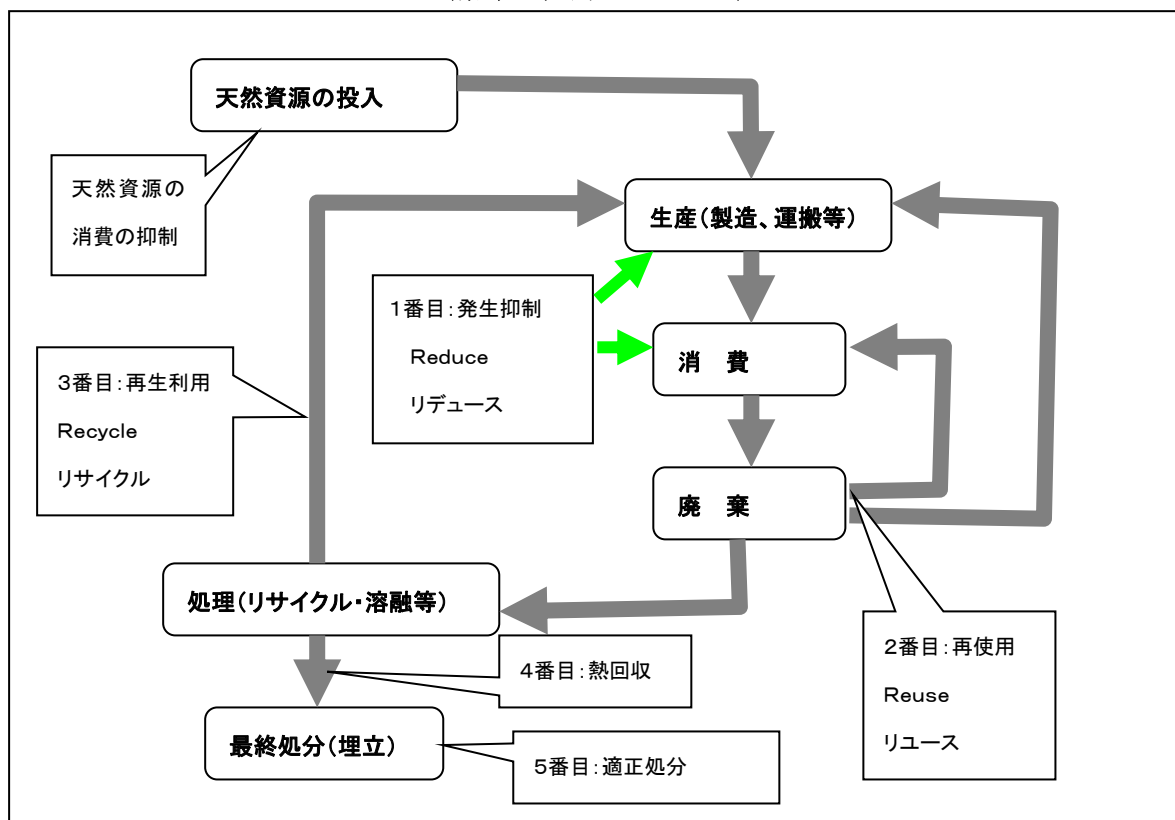 天然資源の投入
天然資源の
消費の抑制
生産(製造、運搬等)
1番目:発生抑制
Reduce
リデュース
消 費
3番目:再生利用
Recycle
リサイクル
廃 棄
処理(リサイクル・溶融等)
2番目:再使用
Reuse
リユース
4番目:熱回収
最終処分(埋立)
5番目:適正処分